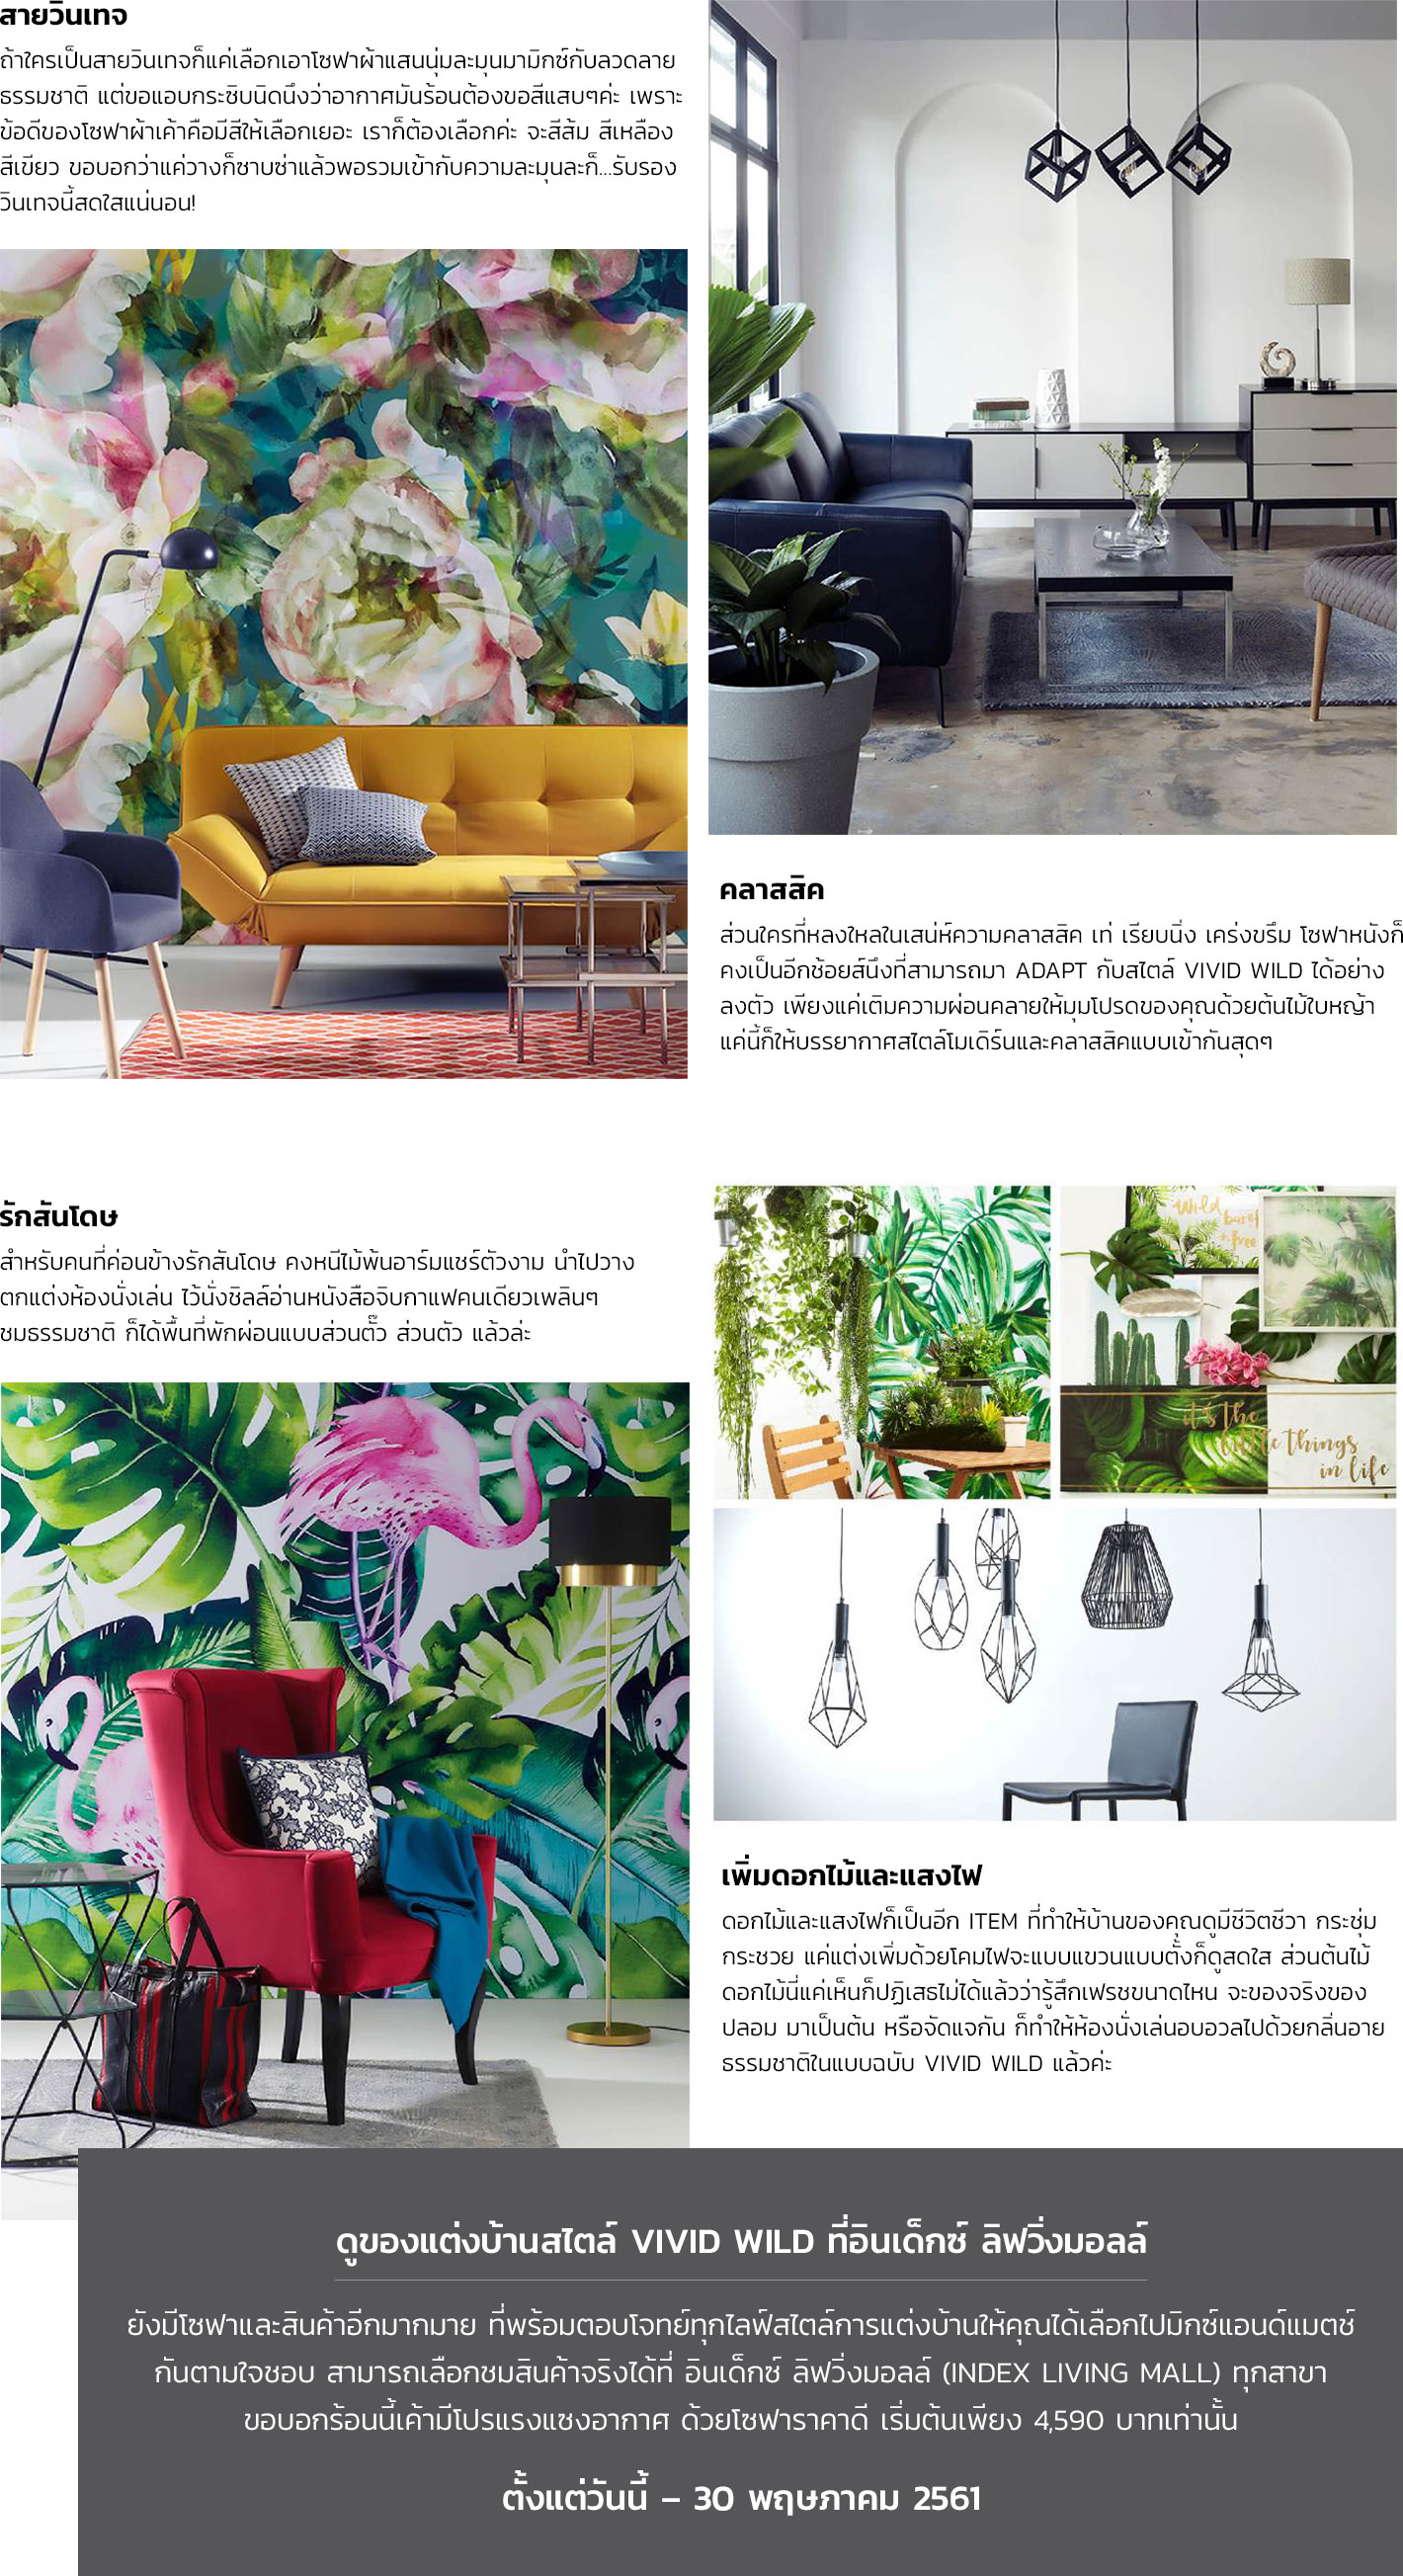 สายวินเทจ
ถ้าใครเป็นสายวินเทจก็แค่เลือกเอาโซฟาผ้าแสนนุ่มละมุนมามิกซ์กับลวดลาย
ธรรมชาติ แต่ขอแอบกระซิบนิดนึงว่าอากาศมันร้อนต้องขอสีแสบๆค่ะ เพราะ
ข้อดีของโซฟาผ้าเค้าคือมีสีให้เลือกเยอะ เราก็ต้องเลือกค่ะ จะสีส้ม สีเหลือง
สีเขียว ขอบอกว่าแค่วางก็ซาบซ่าแล้วพอรวมเข้ากับความละมุนละก็...รับรอง
วินเทจนี้สดใสแน่นอน!
คลาสสิค
ส่วนใครที่หลงใหลในเสน่ห์ความคลาสสิค เท่ เรียบนิ่ง เคร่งขรึม โซฟาหนังก็
คงเป็นอีกช้อยส์นึงที่สามารถมา ADAPT กับสไตล์ VIVID WILD ได้อย่าง
ลงตัว เพียงแค่เติมความผ่อนคลายให้มุมโปรดของคุณด้วยต้นไม้ใบหญ้า
แค่นี้ก็ให้บรรยากาศสไตล์โมเดิร์นและคลาสสิคแบบเข้ากันสุดๆ
รักสันโดษ
สำหรับคนที่ค่อนข้างรักสันโดษ คงหนีไม้พ้นอาร์มแชร์ตัวงาม นำไปวาง
ตกแต่งห้องนั่งเล่น ไว้นั่งชิลล์อ่านหนังสือจิบกาแฟคนเดียวเพลินๆ
ชมธรรมชาติ ก็ได้พื้นที่พักผ่อนแบบส่วนตั๊ว ส่วนตัว แล้วล่ะ
Wild
barefoot
+ free
it's the
little things
in life
เพิ่มดอกไม้และแสงไฟ
ดอกไม้และแสงไฟก็เป็นอีก ITEM ที่ทำให้บ้านของคุณดูมีชีวิตชีวา กระชุ่ม
กระชวย แค่แต่งเพิ่มด้วยโคมไฟจะแบบแขวนแบบตั้งก็ดูสดใส ส่วนต้นไม้
ดอกไม้นี่แค่เห็นก็ปฏิเสธไม่ได้แล้วว่ารู้สึกเฟรชขนาดไหน จะของจริงของ
ปลอม มาเป็นต้น หรือจัดแจกัน ก็ทำให้ห้องนั่งเล่นอบอวลไปด้วยกลิ่นอาย
ธรรมชาติในแบบฉบับ VIVID WILD แล้วค่ะ
ดูของแต่งบ้านสไตล์ VIVID WILD ที่อินเด็กซ์ ลิฟวิ่งมอลล์
ยังมีโซฟาและสินค้าอีกมากมาย ที่พร้อมตอบโจทย์ทุกไลฟ์สไตล์การแต่งบ้านให้คุณได้เลือกไปมิกซ์แอนด์แมตช์
กันตามใจชอบ สามารถเลือกชมสินค้าจริงได้ที่ อินเด็กซ์ ลิฟวิ่งมอลล์ (INDEX LIVING MALL) ทุกสาขา
ขอบอกร้อนนี้เค้ามีโปรแรงแซงอากาศ ด้วยโซฟาราคาดี เริ่มต้นเพียง 4,590 บาทเท่านั้น
ตั้งแต่วันนี้ – 30 พฤษภาคม 2561